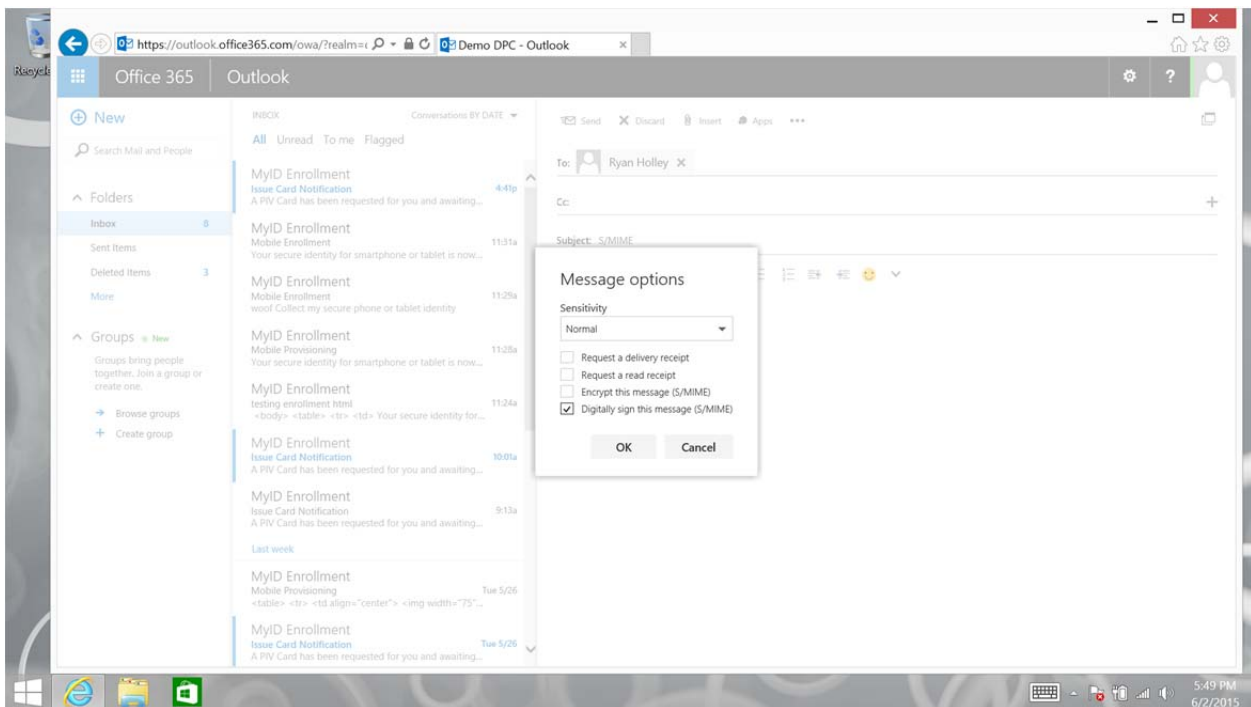 Recycle
https://outlook.office365.com/owa/?realm=
Demo DPC - Outlook
Office 365
Outlook
?
New
Search Mail and People
Folders
Inbox 8
Sent Items
Deleted Items 3
More
Groups New
Groups bring people
together. Join a group or
create one.
Browse groups
Create group
INBOX Conversations BY DATE
All Unread To me Flagged
MyID Enrollment
Issue Card Notification 4:41p
A PIV Card has been requested for you and awaiting...
MyID Enrollment
Mobile Enrollment 11:31a
Your secure identity for smartphone or tablet is now...
MyID Enrollment
Mobile Enrollment 11:29a
woof Collect my secure phone or tablet identity
MyID Enrollment
Mobile Provisioning 11:28a
Your secure identity for smartphone or tablet is now...
MyID Enrollment
testing enrollment html 11:24a
<body> <table> <tr> <td> Your secure identity for...
MyID Enrollment
Issue Card Notification 10:01a
A PIV Card has been requested for you and awaiting...
MyID Enrollment
Issue Card Notification 9:13a
A PIV Card has been requested for you and awaiting...
Last week
MyID Enrollment
Mobile Provisioning Tue 5/26
<table> <tr> <td align="center"> <img width="75"...
MyID Enrollment
Issue Card Notification Tue 5/26
A PIV Card has been requested for you and awaiting...
Send Discard Insert Apps •••
To: Ryan Holley
Cc:
Subject: S/MIME
Message options
Sensitivity
Normal
Request a delivery receipt
Request a read receipt
Encrypt this message (S/MIME)
Digitally sign this message (S/MIME)
OK Cancel
5:49 PM
6/2/2015